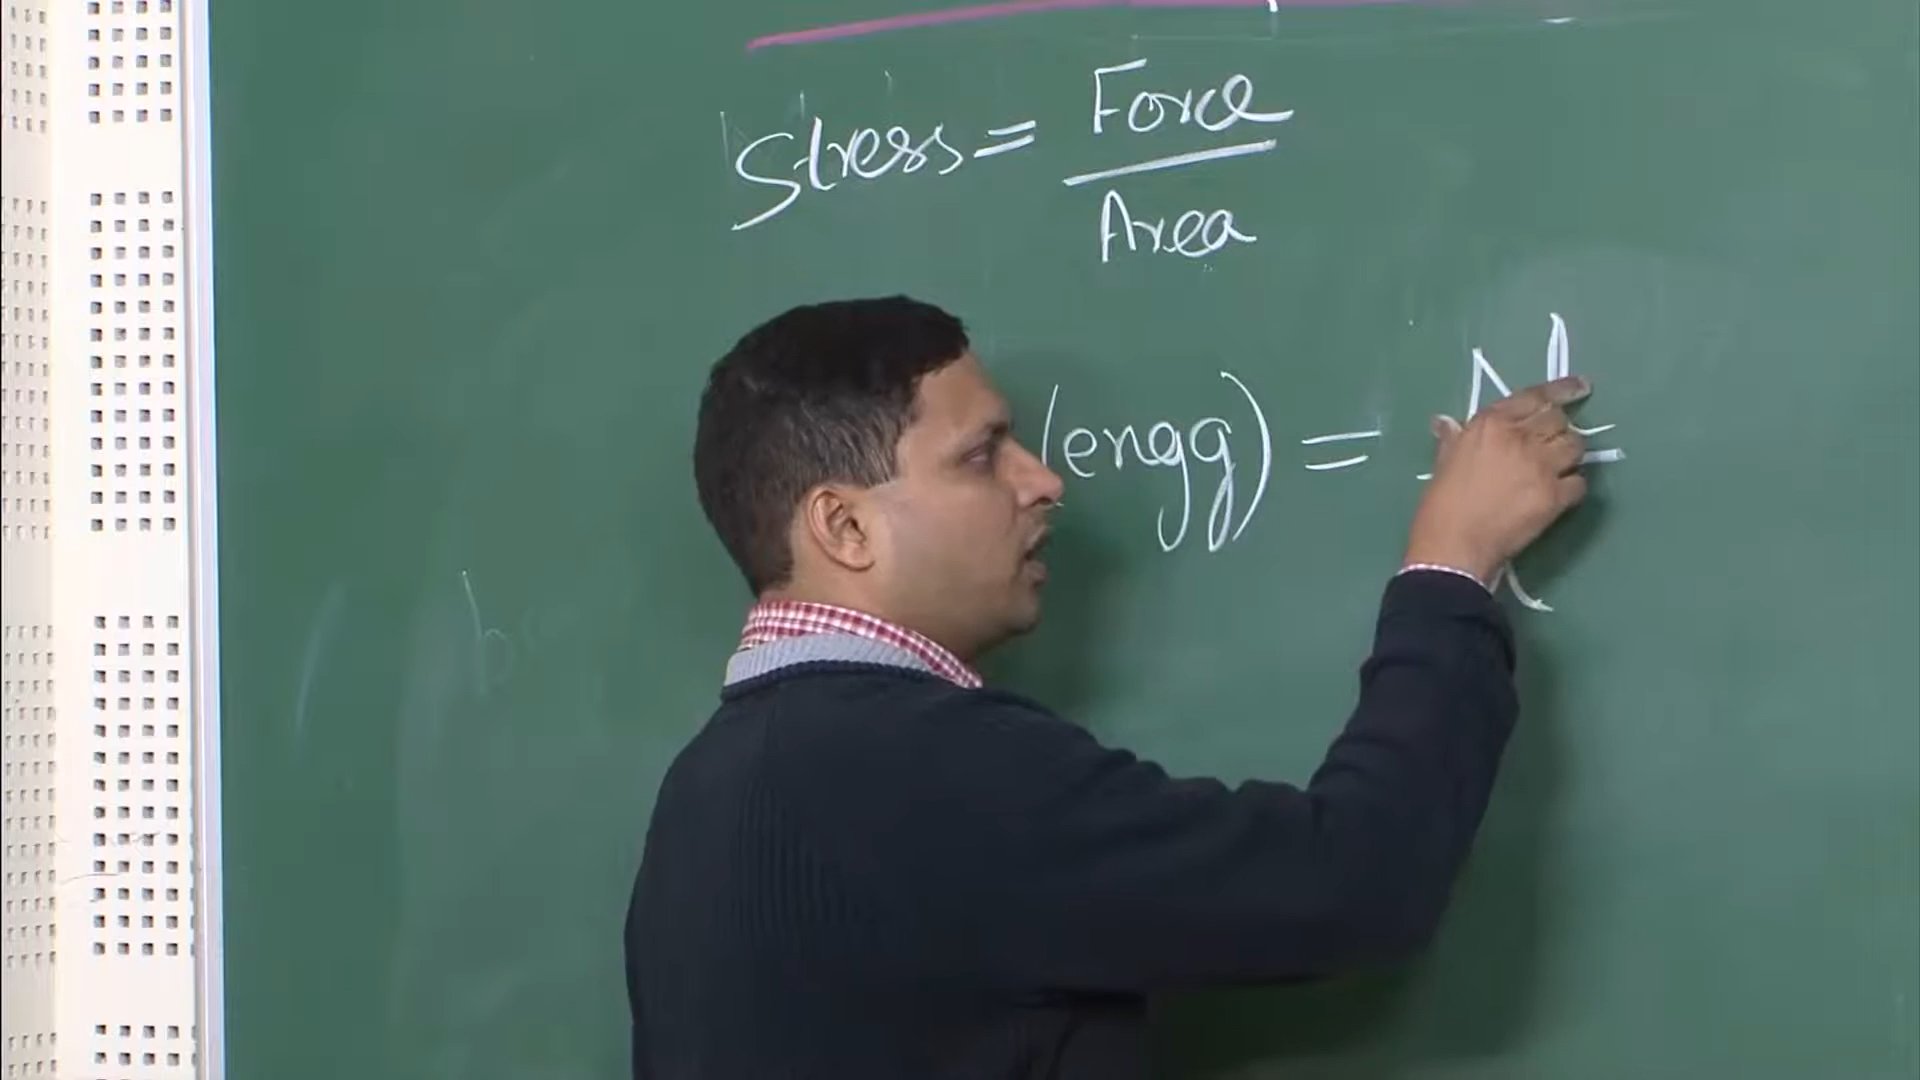 Stress = Force
Area
(engg) =